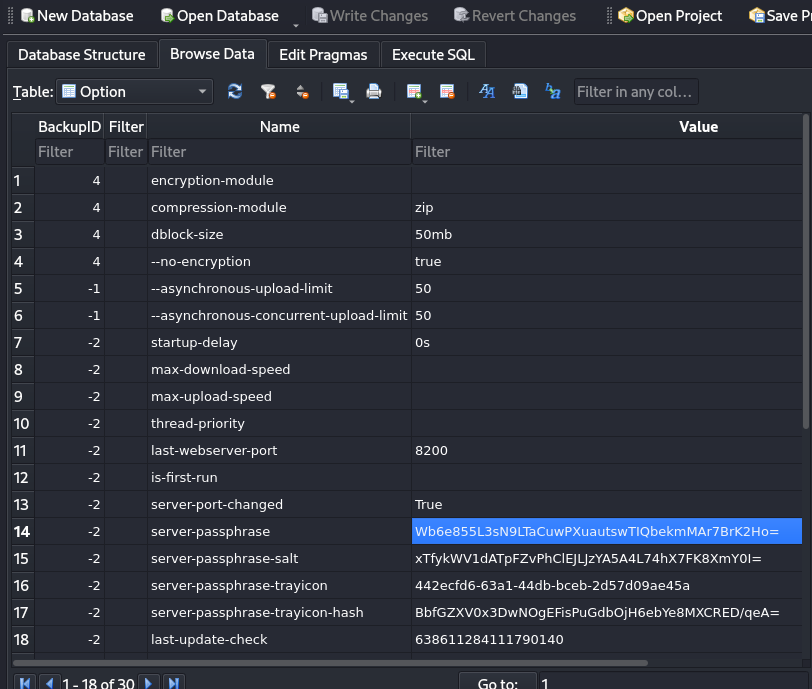 New Database Open Database Write Changes Revert Changes Open Project Save P
Database Structure Browse Data Edit Pragmas Execute SQL
Table: Option Filter in any col...
BackupID Filter Name Value
Filter Filter Filter Filter
1 4 encryption-module
2 4 compression-module zip
3 4 dblock-size 50mb
4 4 --no-encryption true
5 -1 --asynchronous-upload-limit 50
6 -1 --asynchronous-concurrent-upload-limit 50
7 -2 startup-delay 0s
8 -2 max-download-speed
9 -2 max-upload-speed
10 -2 thread-priority
11 -2 last-webserver-port 8200
12 -2 is-first-run
13 -2 server-port-changed True
14 -2 server-passphrase Wb6e855L3sN9LTaCuwPXuautswTIQbekmMAr7BrK2Ho=
15 -2 server-passphrase-salt xTfykWV1dATpFZvPhClEJLJzYA5A4L74hX7FK8XmY0I=
16 -2 server-passphrase-trayicon 442ecfd6-63a1-44db-bceb-2d57d09ae45a
17 -2 server-passphrase-trayicon-hash BbfGZXV0x3DwNOgEFisPuGdbOjH6ebYe8MXCRED/qeA=
18 -2 last-update-check 638611284111790140
1 - 18 of 30 Go to: 1